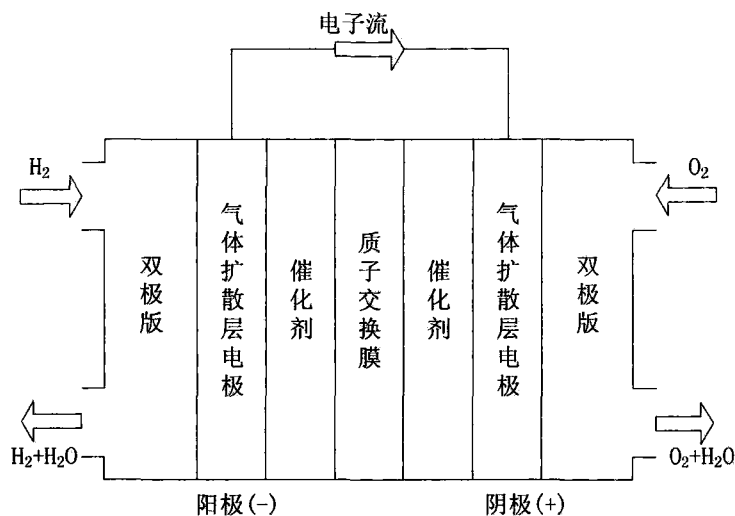 电子流
H₂
O₂
双极版
气体扩散层电极
催化剂
质子交换膜
催化剂
气体扩散层电极
双极版
H₂+H₂O
O₂+H₂O
阳极(-)
阴极(+)